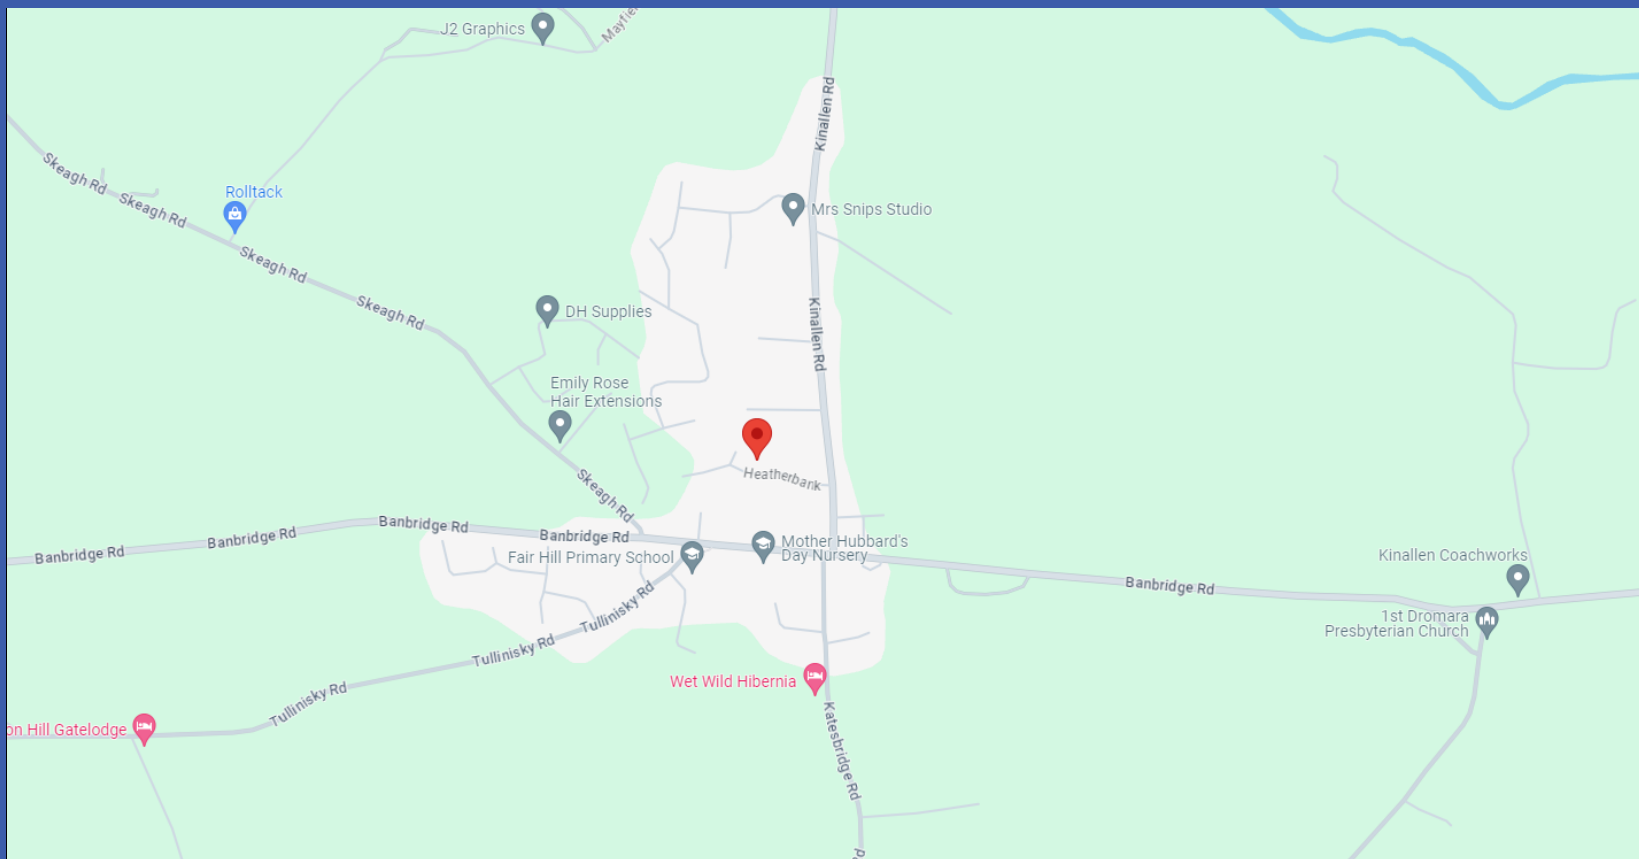 J2 Graphics
Kinallen Rd
Skeagh Rd
Skeagh Rd
Rolltack
Mrs Snips Studio
Skeagh Rd
Skeagh Rd
DH Supplies
Kinallen Rd
Emily Rose
Hair Extensions
Heatherbank
Skeagh Rd
Banbridge Rd
Banbridge Rd
Banbridge Rd
Banbridge Rd
Mother Hubbard's
Day Nursery
Fair Hill Primary School
Kinallen Coachworks
Banbridge Rd
Tullinisky Rd
1st Dromara
Presbyterian Church
Tullinisky Rd
Wet Wild Hibernia
Tullinisky Rd
Hill Gatelodge
Katesbridge Rd